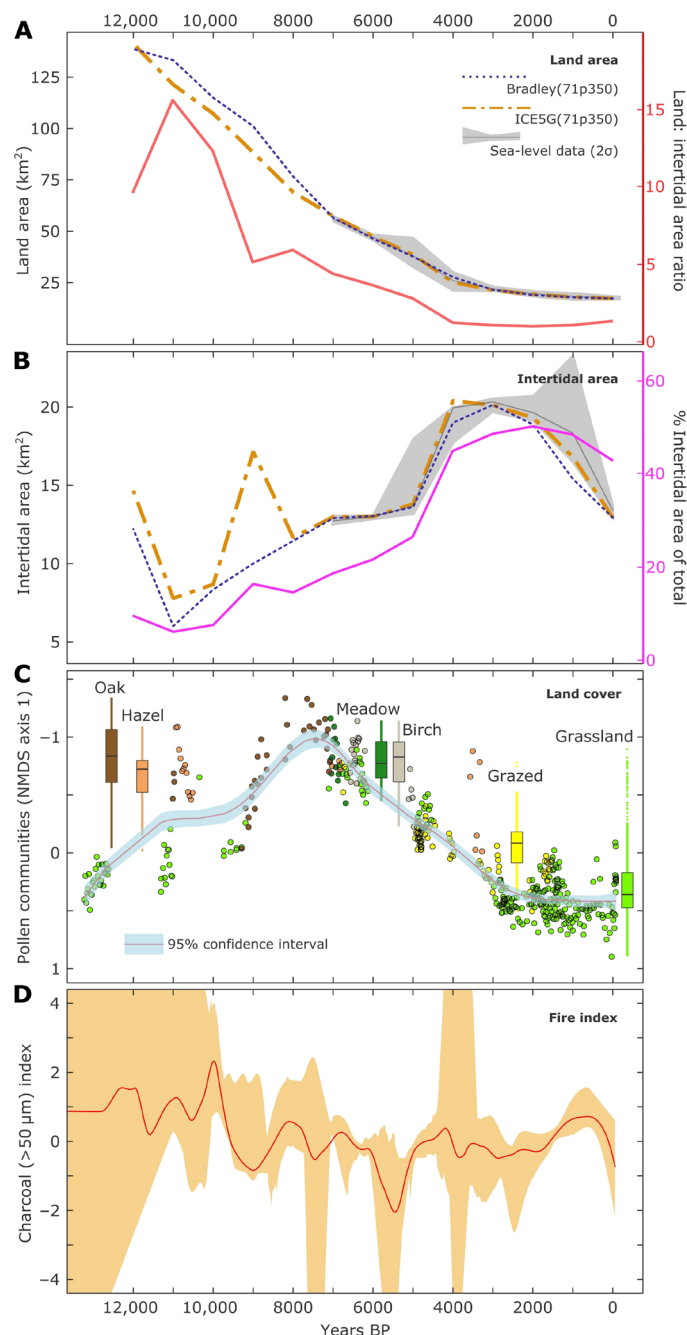 A
12,000 10,000 8000 6000 4000 2000 0
Land area
Bradley(71p350)
ICE5G(71p350)
Sea-level data (2σ)
125
100
75
50
25
Land area (km²)
15
10
5
0
Land: intertidal
area ratio
B
Intertidal area
20
15
10
5
Intertidal area (km²)
60
40
20
0
% Intertidal area of total
C
Land cover
Oak
Hazel
Meadow
Birch
Grazed
Grassland
-1
0
1
Pollen communities (NMDS axis 1)
95% confidence interval
D
Fire index
4
2
0
−2
−4
Charcoal (>50 μm) index
12,000 10,000 8000 6000 4000 2000 0
Years BP